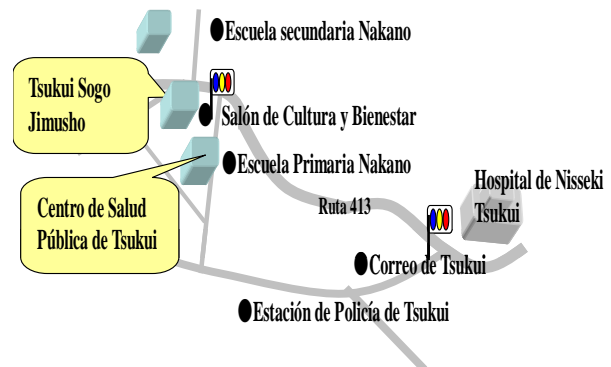 Escuela secundaria Nakano
Tsukui Sogo
Jimusho
Salón de Cultura y Bienestar
Escuela Primaria Nakano
Centro de Salud
Pública de Tsukui
Ruta 413
Hospital de Nisseki
Tsukui
Correo de Tsukui
Estación de Policía de Tsukui